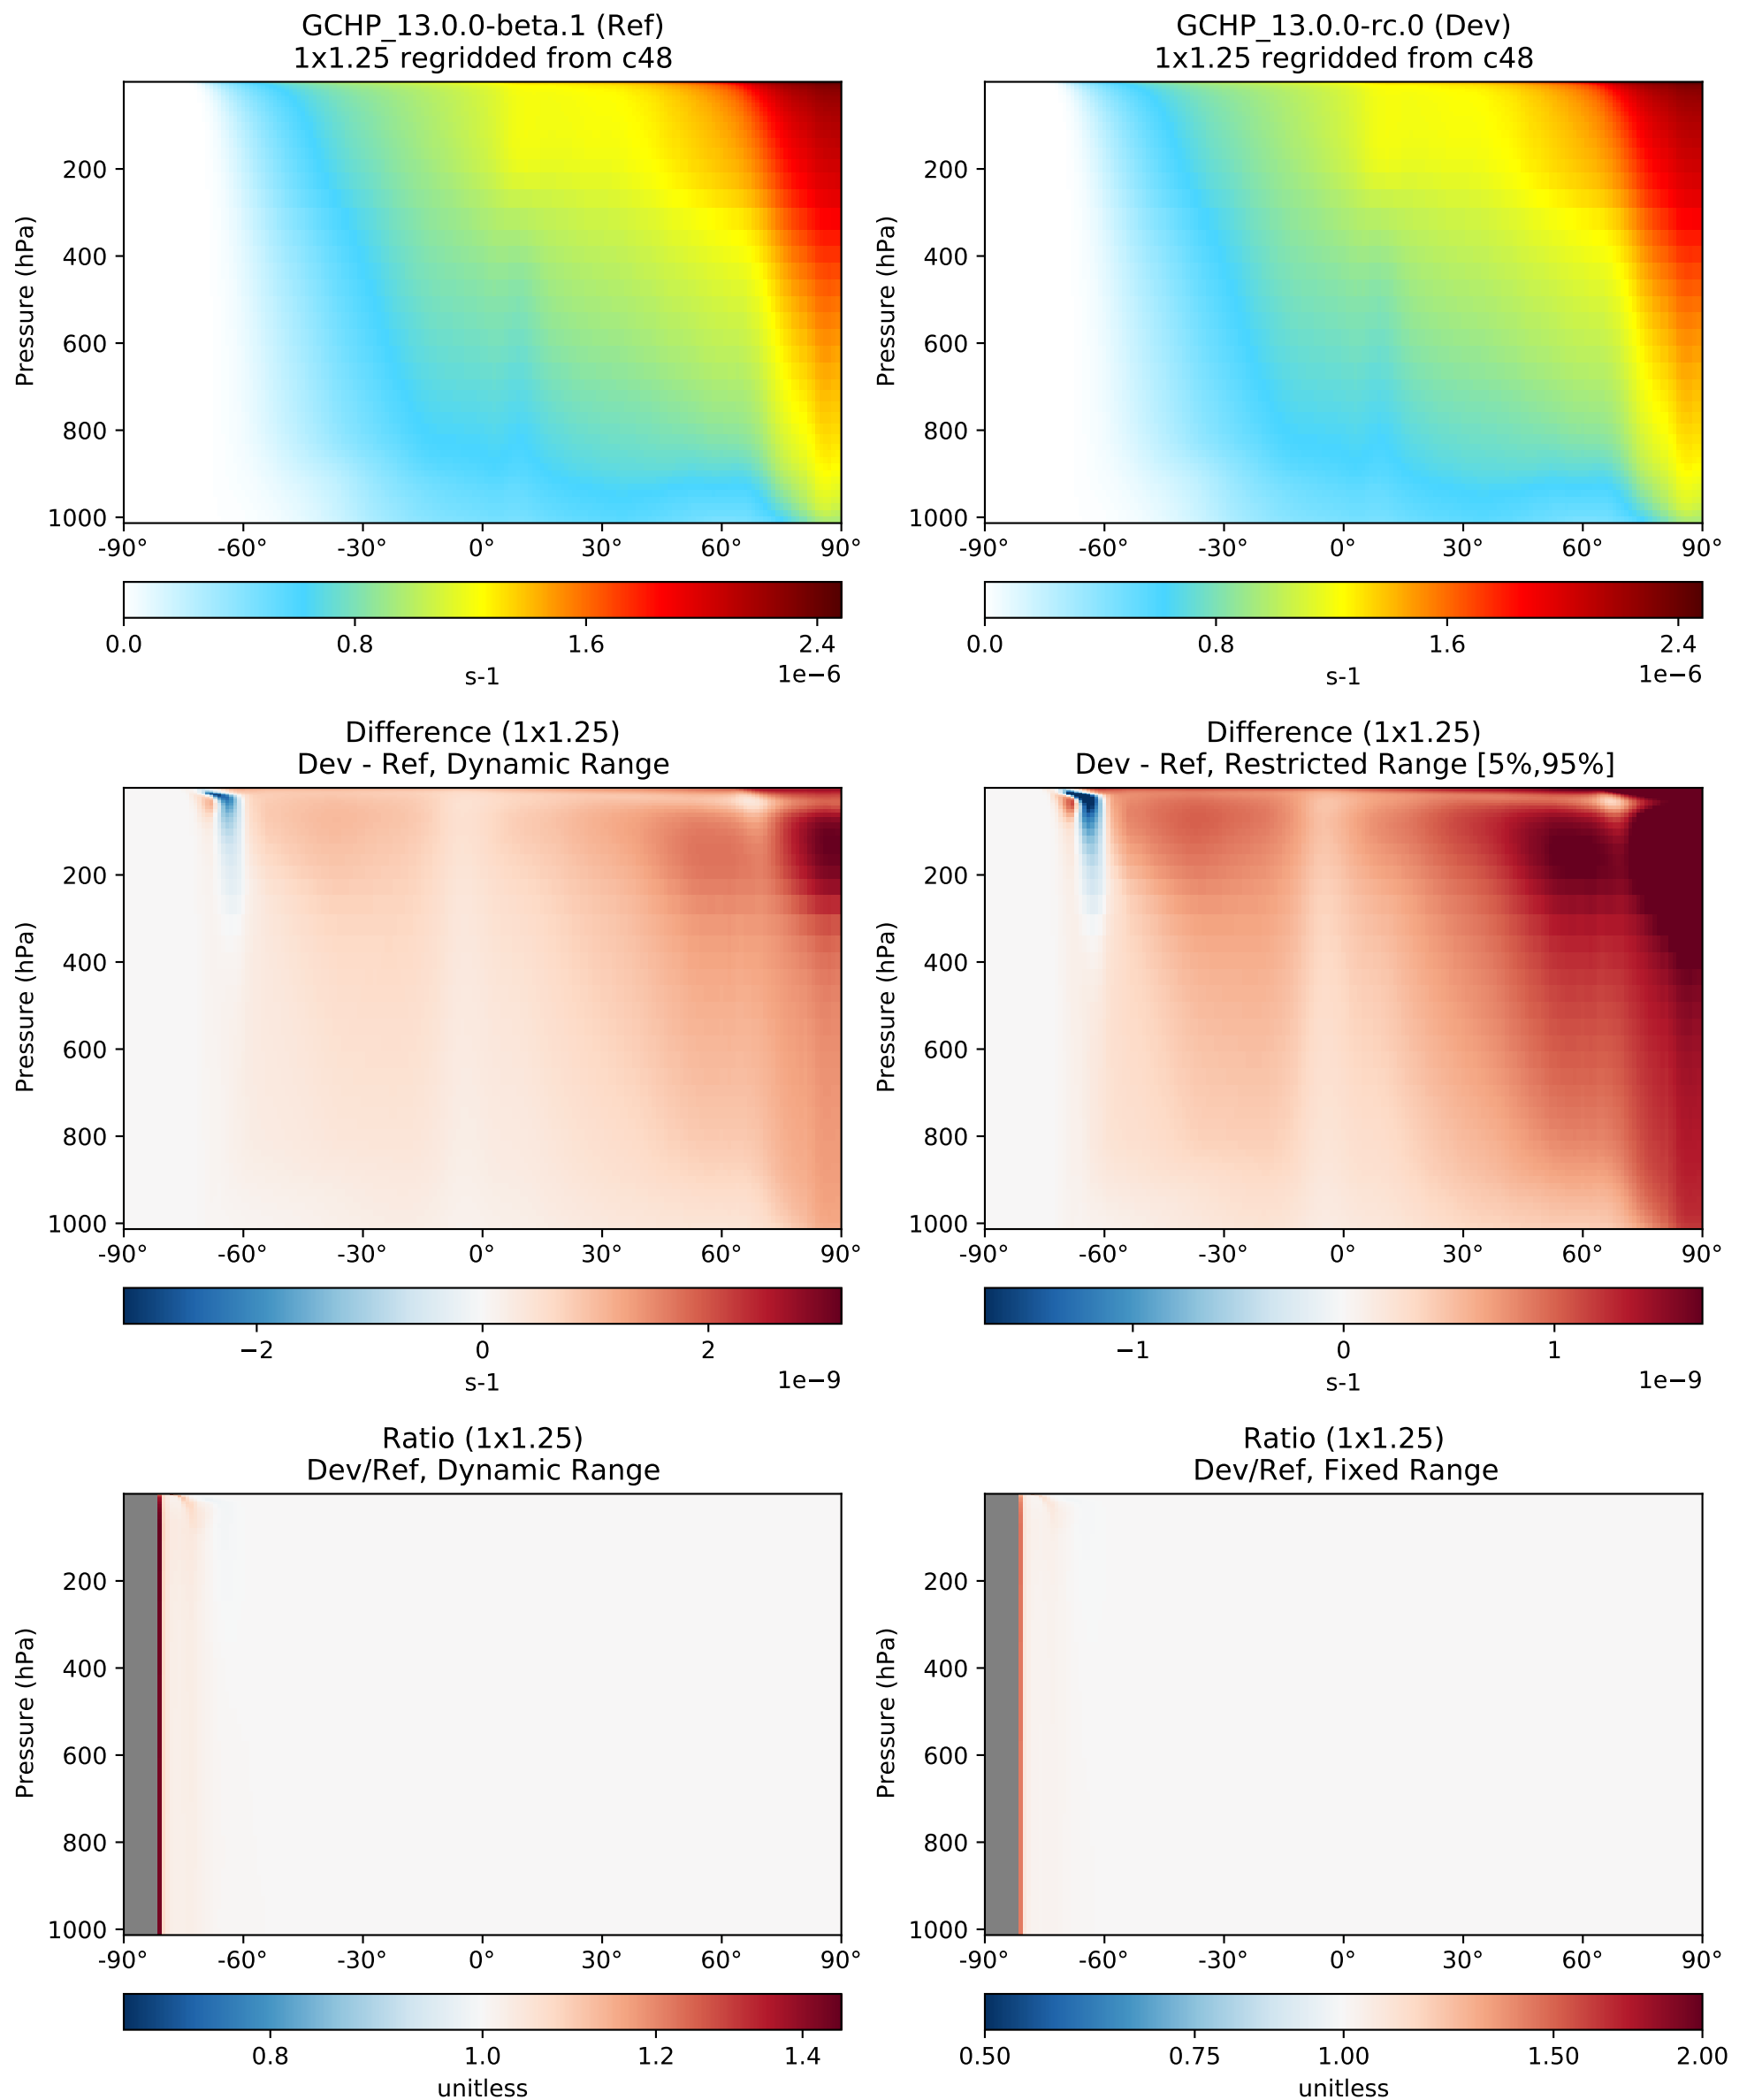 GCHP_13.0.0-beta.1 (Ref)
1x1.25 regridded from c48
Pressure (hPa)
200
400
600
800
1000
-90° -60° -30° 0° 30° 60° 90°
0.0 0.8 1.6 2.4
1e−6
s-1
GCHP_13.0.0-rc.0 (Dev)
1x1.25 regridded from c48
Pressure (hPa)
200
400
600
800
1000
-90° -60° -30° 0° 30° 60° 90°
0.0 0.8 1.6 2.4
1e−6
s-1
Difference (1x1.25)
Dev - Ref, Dynamic Range
Pressure (hPa)
200
400
600
800
1000
-90° -60° -30° 0° 30° 60° 90°
−2 0 2
1e−9
s-1
Difference (1x1.25)
Dev - Ref, Restricted Range [5%,95%]
Pressure (hPa)
200
400
600
800
1000
-90° -60° -30° 0° 30° 60° 90°
−1 0 1
1e−9
s-1
Ratio (1x1.25)
Dev/Ref, Dynamic Range
Pressure (hPa)
200
400
600
800
1000
-90° -60° -30° 0° 30° 60° 90°
0.8 1.0 1.2 1.4
unitless
Ratio (1x1.25)
Dev/Ref, Fixed Range
Pressure (hPa)
200
400
600
800
1000
-90° -60° -30° 0° 30° 60° 90°
0.50 0.75 1.00 1.50 2.00
unitless